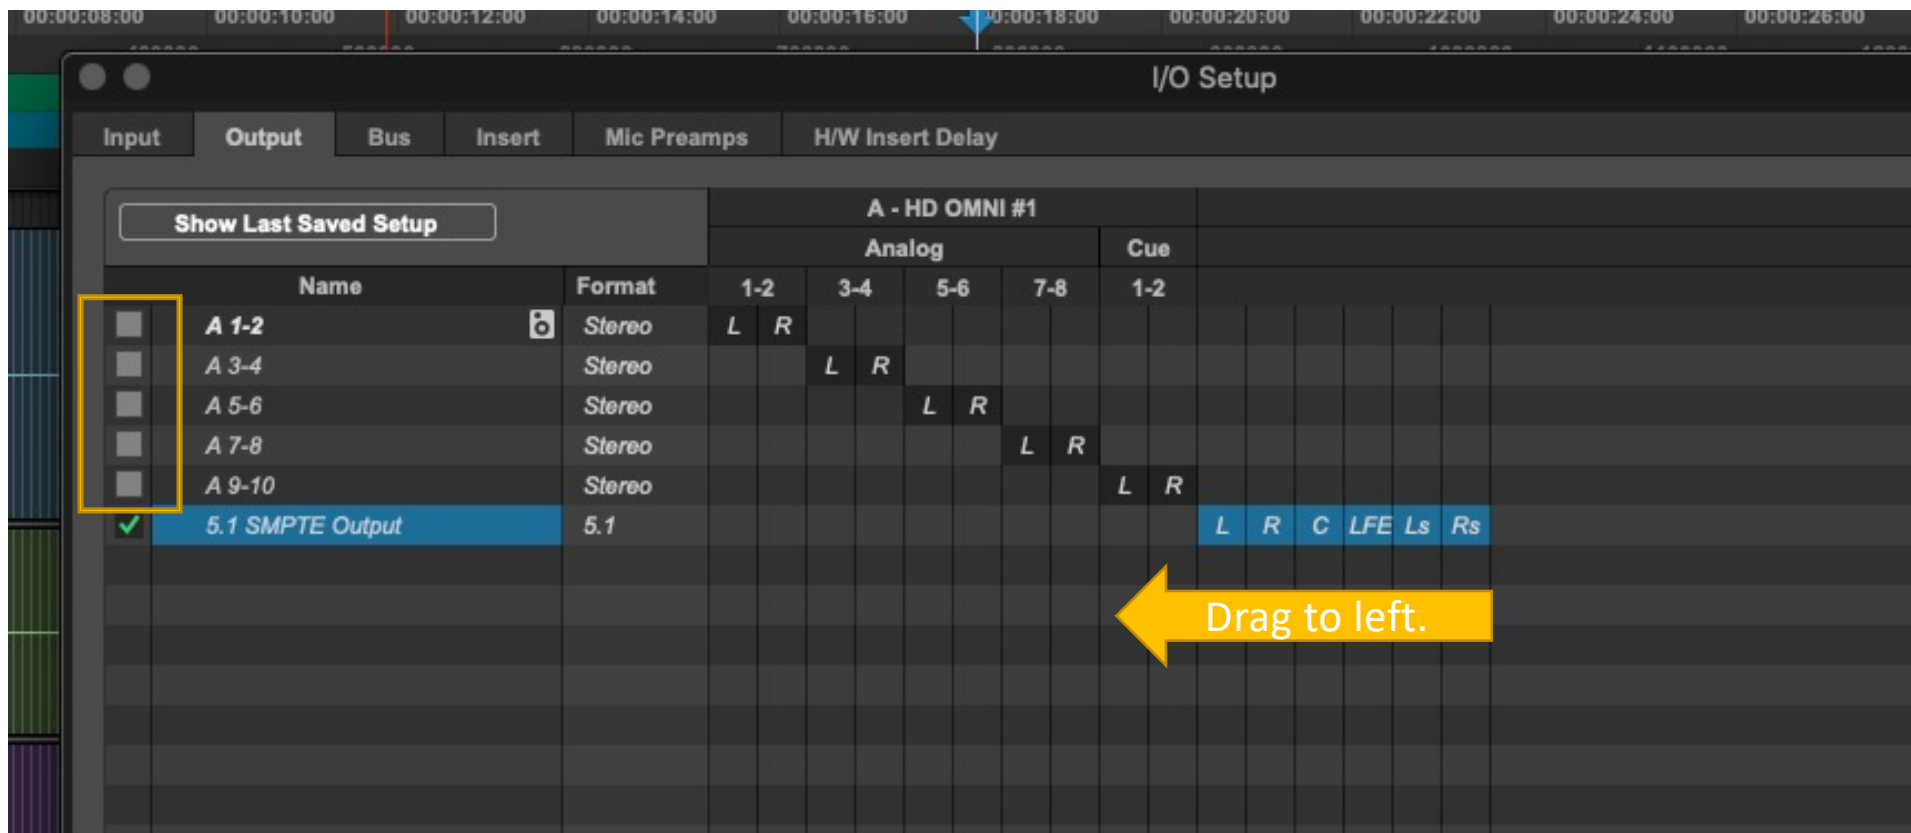 00:00:08:00 00:00:10:00 00:00:12:00 00:00:14:00 00:00:16:00 0:00:18:00 00:00:20:00 00:00:22:00 00:00:24:00 00:00:26:00
I/O Setup
Input Output Bus Insert Mic Preamps H/W Insert Delay
Show Last Saved Setup
A - HD OMNI #1
Analog Cue
Name Format 1-2 3-4 5-6 7-8 1-2
A 1-2 Stereo L R
A 3-4 Stereo L R
A 5-6 Stereo L R
A 7-8 Stereo L R
A 9-10 Stereo L R
5.1 SMPTE Output 5.1 L R C LFE Ls Rs
Drag to left.